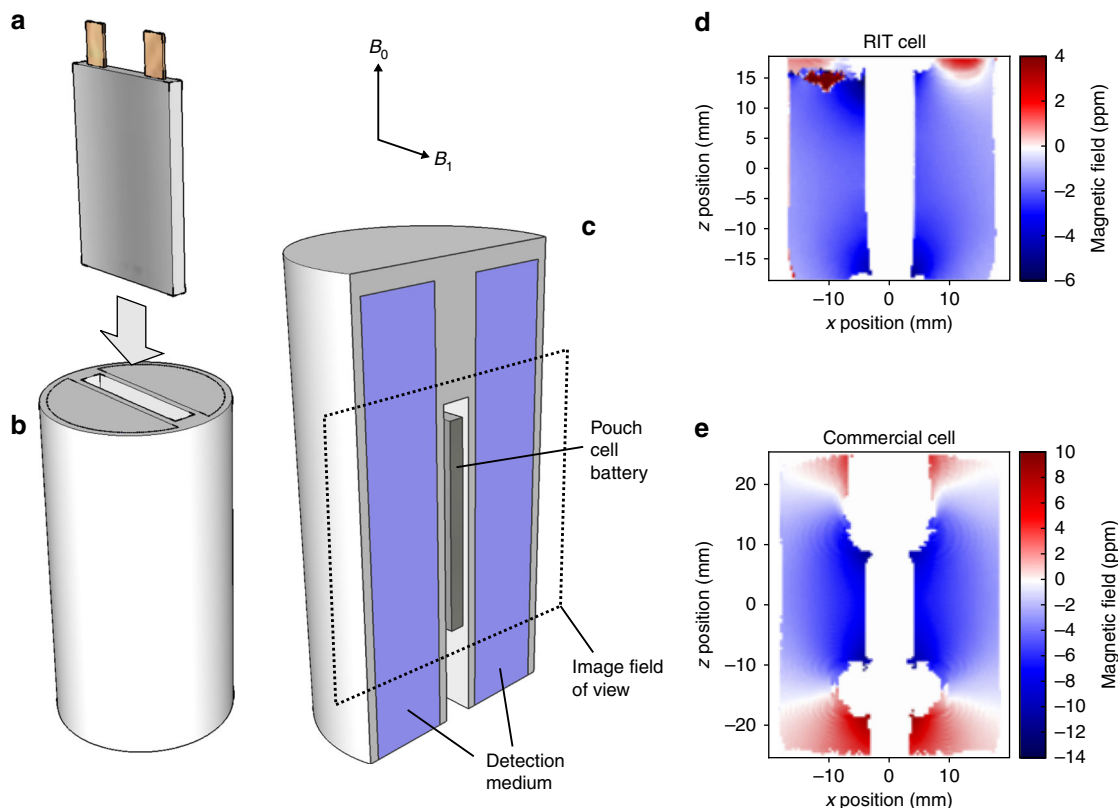 a
B0
B1
b
c
Pouch
cell
battery
Image field
of view
Detection
medium
d
RIT cell
z position (mm)
15
10
5
0
−5
−10
−15
−10
0
10
x position (mm)
4
2
0
−2
−4
−6
Magnetic field (ppm)
e
Commercial cell
z position (mm)
20
10
0
−10
−20
−10
0
10
x position (mm)
10
8
6
4
2
0
−2
−4
−6
−8
−10
−12
−14
Magnetic field (ppm)